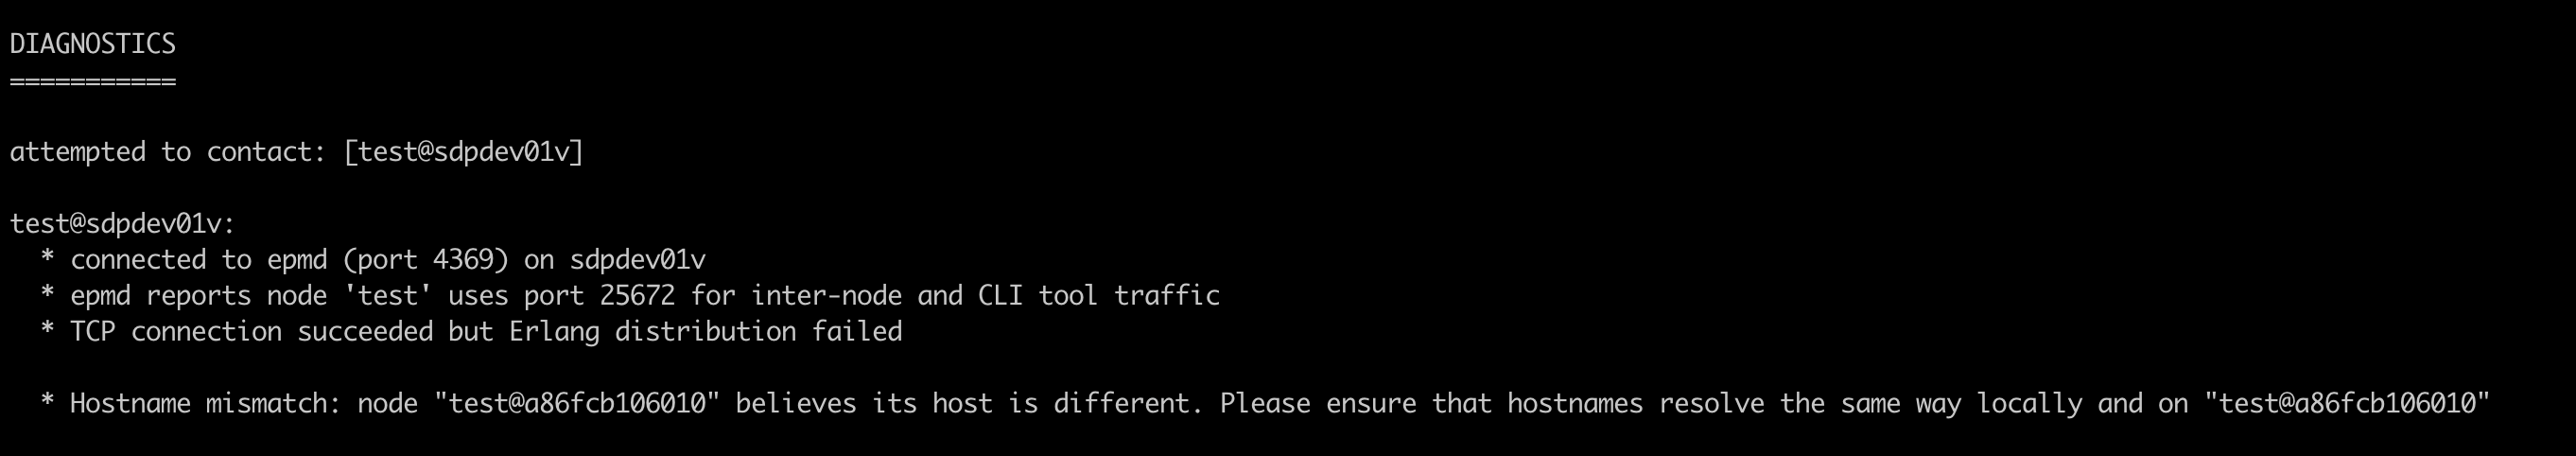 DIAGNOSTICS
===========
attempted to contact: [test@sdpdev01v]
test@sdpdev01v:
* connected to epmd (port 4369) on sdpdev01v
* epmd reports node 'test' uses port 25672 for inter-node and CLI tool traffic
* TCP connection succeeded but Erlang distribution failed
* Hostname mismatch: node "test@a86fcb106010" believes its host is different. Please ensure that hostnames resolve the same way locally and on "test@a86fcb106010"